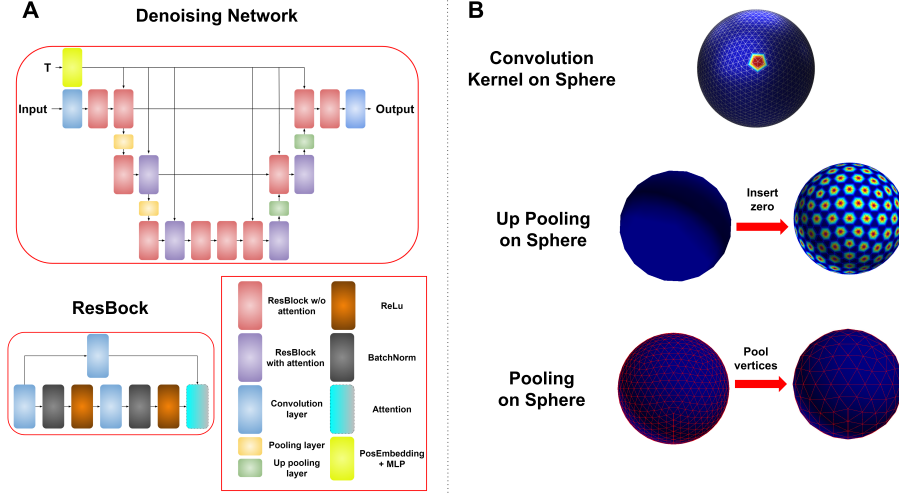 A
Denoising Network
T
Input
Output
ResBock
ResBlock w/o
attention
ReLu
ResBlock
with attention
BatchNorm
Convolution
layer
Attention
Pooling layer
Up pooling
layer
PosEmbedding
+ MLP
B
Convolution
Kernel on Sphere
Up Pooling
on Sphere
Insert
zero
Pooling
on Sphere
Pool
vertices